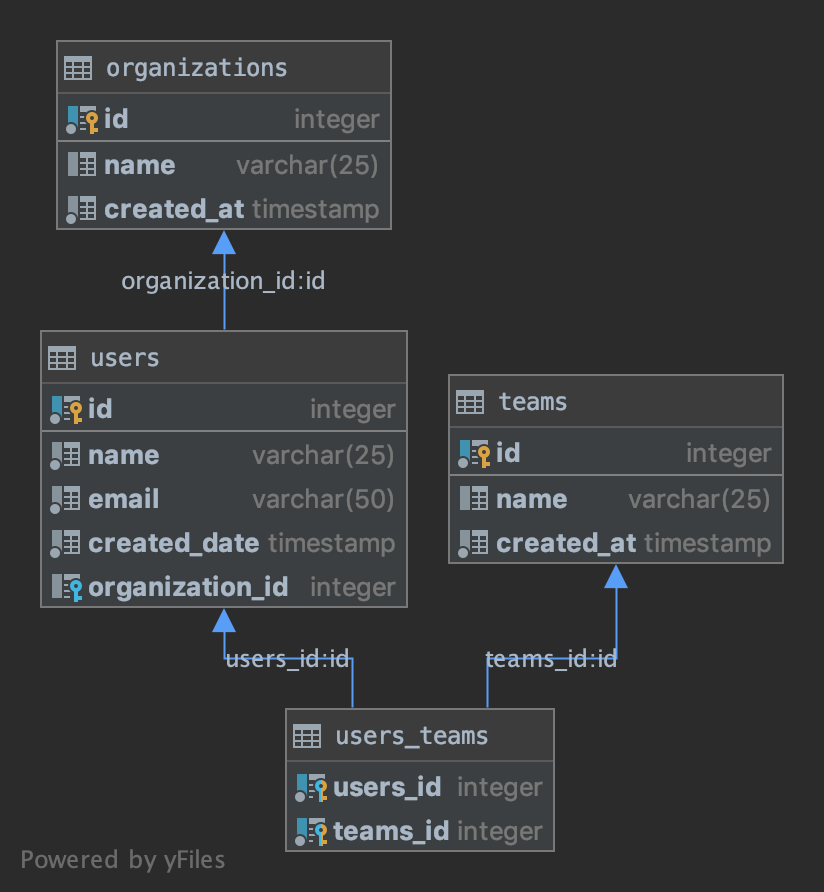 organizations
id integer
name varchar(25)
created_at timestamp
organization_id:id
users
id integer
name varchar(25)
email varchar(50)
created_date timestamp
organization_id integer
teams
id integer
name varchar(25)
created_at timestamp
users_id:id
teams_id:id
users_teams
users_id integer
teams_id integer
Powered by yFiles